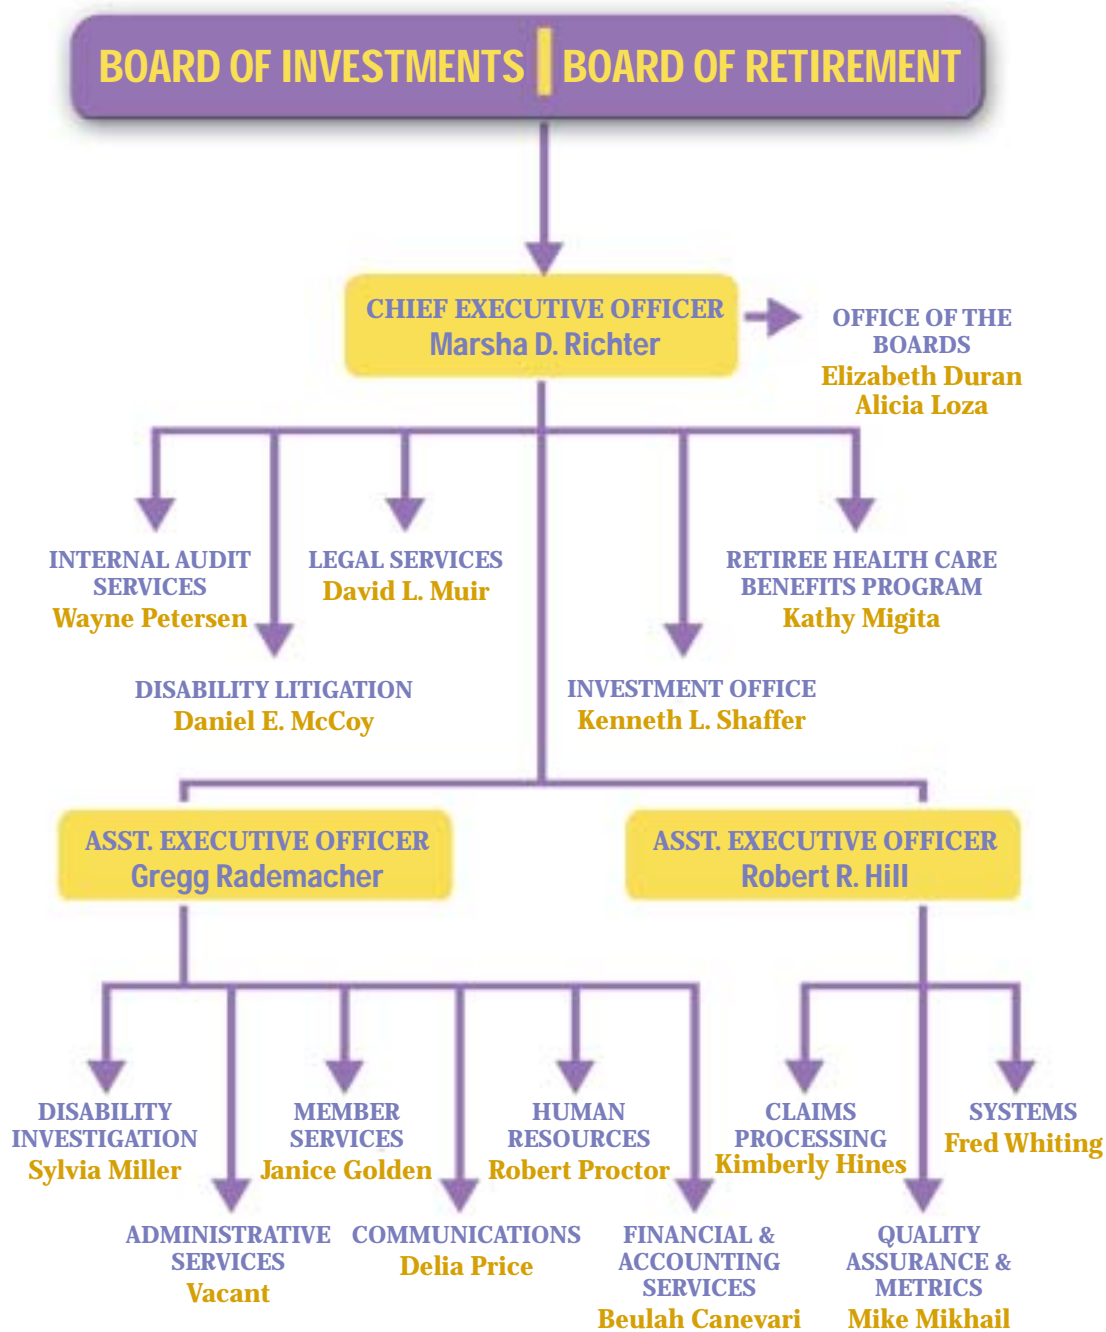 BOARD OF INVESTMENTS | BOARD OF RETIREMENT
CHIEF EXECUTIVE OFFICER
Marsha D. Richter
OFFICE OF THE
BOARDS
Elizabeth Duran
Alicia Loza
INTERNAL AUDIT
SERVICES
Wayne Petersen
LEGAL SERVICES
David L. Muir
RETIREE HEALTH CARE
BENEFITS PROGRAM
Kathy Migita
DISABILITY LITIGATION
Daniel E. McCoy
INVESTMENT OFFICE
Kenneth L. Shaffer
ASST. EXECUTIVE OFFICER
Gregg Rademacher
ASST. EXECUTIVE OFFICER
Robert R. Hill
DISABILITY
INVESTIGATION
Sylvia Miller
MEMBER
SERVICES
Janice Golden
HUMAN
RESOURCES
Robert Proctor
CLAIMS
PROCESSING
Kimberly Hines
SYSTEMS
Fred Whiting
ADMINISTRATIVE
SERVICES
Vacant
COMMUNICATIONS
Delia Price
FINANCIAL &
ACCOUNTING
SERVICES
Beulah Canevari
QUALITY
ASSURANCE &
METRICS
Mike Mikhail